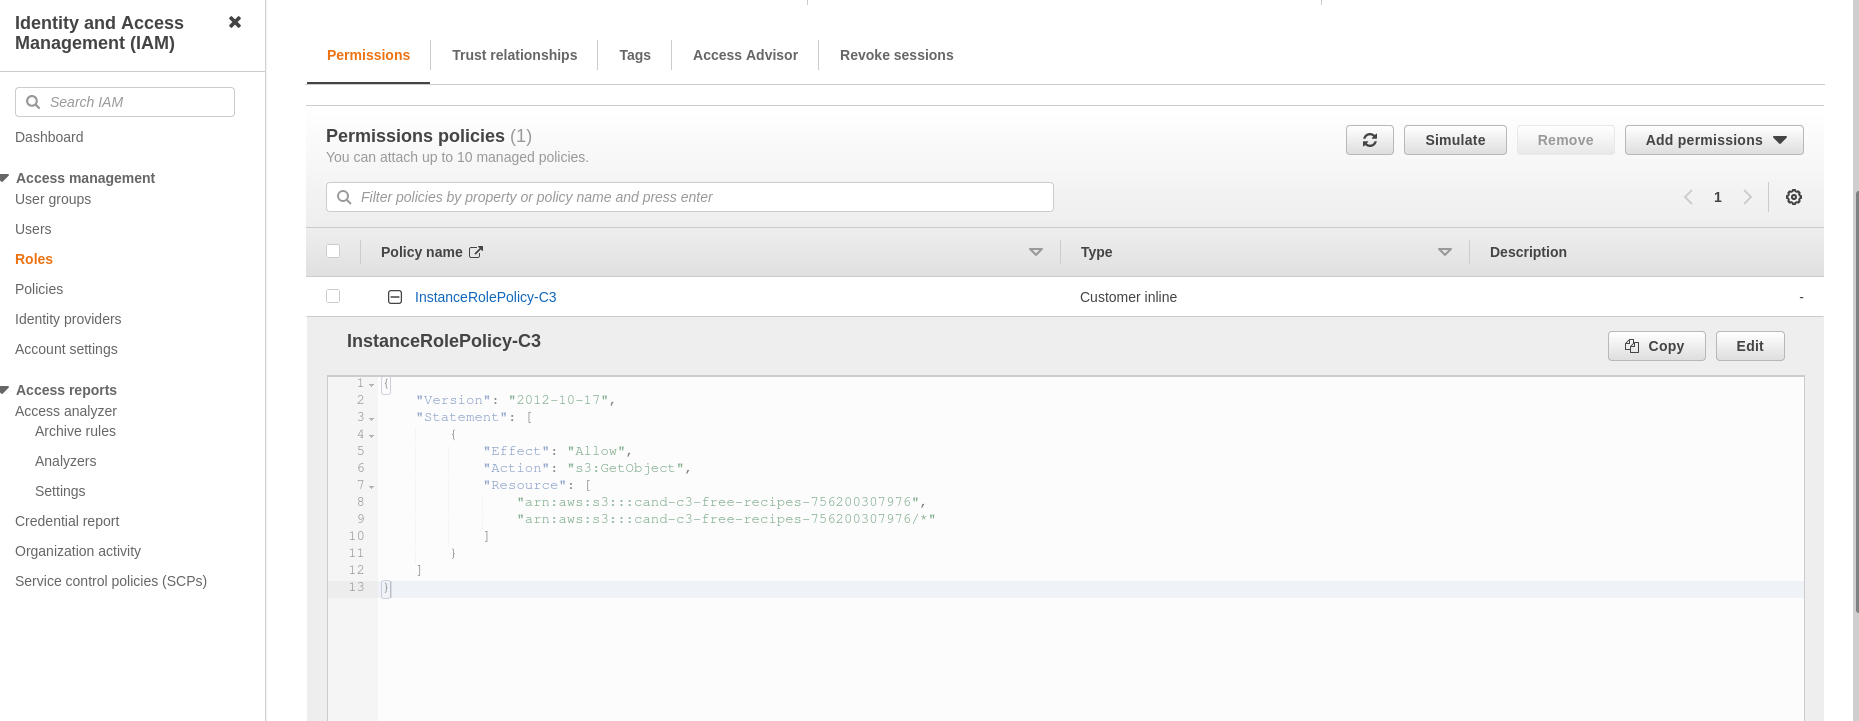 Identity and Access
Management (IAM)
Search IAM
Dashboard
Access management
User groups
Users
Roles
Policies
Identity providers
Account settings
Access reports
Access analyzer
Archive rules
Analyzers
Settings
Credential report
Organization activity
Service control policies (SCPs)
Permissions Trust relationships Tags Access Advisor Revoke sessions
Permissions policies (1)
You can attach up to 10 managed policies.
Simulate Remove Add permissions
Filter policies by property or policy name and press enter
1
Policy name Type Description
InstanceRolePolicy-C3 Customer inline -
InstanceRolePolicy-C3
Copy Edit
1 {
2 "Version": "2012-10-17",
3 "Statement": [
4 {
5 "Effect": "Allow",
6 "Action": "s3:GetObject",
7 "Resource": [
8 "arn:aws:s3:::cand-c3-free-recipes-756200307976",
9 "arn:aws:s3:::cand-c3-free-recipes-756200307976/*"
10 ]
11 }
12 ]
13 }